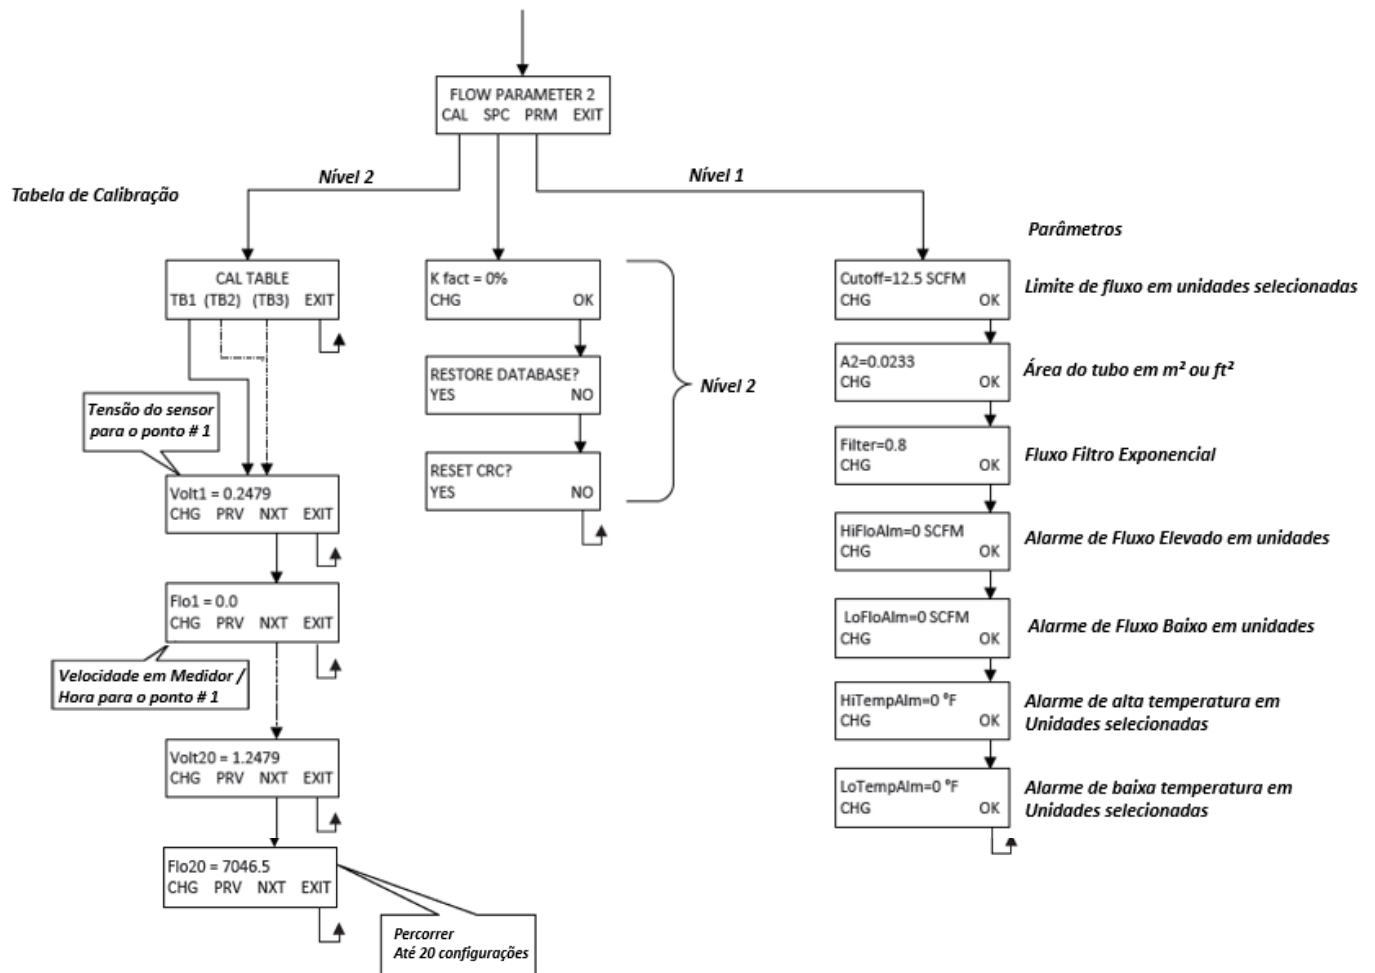 FLOW PARAMETER 2
CAL SPC PRM EXIT
Nível 2
Nível 1
Tabela de Calibração
CAL TABLE
TB1 (TB2) (TB3) EXIT
Tensão do sensor
para o ponto # 1
Volt1 = 0.2479
CHG PRV NXT EXIT
Flo1 = 0.0
CHG PRV NXT EXIT
Velocidade em Medidor /
Hora para o ponto # 1
Volt20 = 1.2479
CHG PRV NXT EXIT
Flo20 = 7046.5
CHG PRV NXT EXIT
Percorrer
Até 20 configurações
K fact = 0%
CHG OK
RESTORE DATABASE?
YES NO
RESET CRC?
YES NO
Nível 2
Parâmetros
Cutoff=12.5 SCFM
CHG OK
Limite de fluxo em unidades selecionadas
A2=0.0233
CHG OK
Área do tubo em m² ou ft²
Filter=0.8
CHG OK
Fluxo Filtro Exponencial
HiFloAlm=0 SCFM
CHG OK
Alarme de Fluxo Elevado em unidades
LoFloAlm=0 SCFM
CHG OK
Alarme de Fluxo Baixo em unidades
HiTempAlm=0 °F
CHG OK
Alarme de alta temperatura em
Unidades selecionadas
LoTempAlm=0 °F
CHG OK
Alarme de baixa temperatura em
Unidades selecionadas